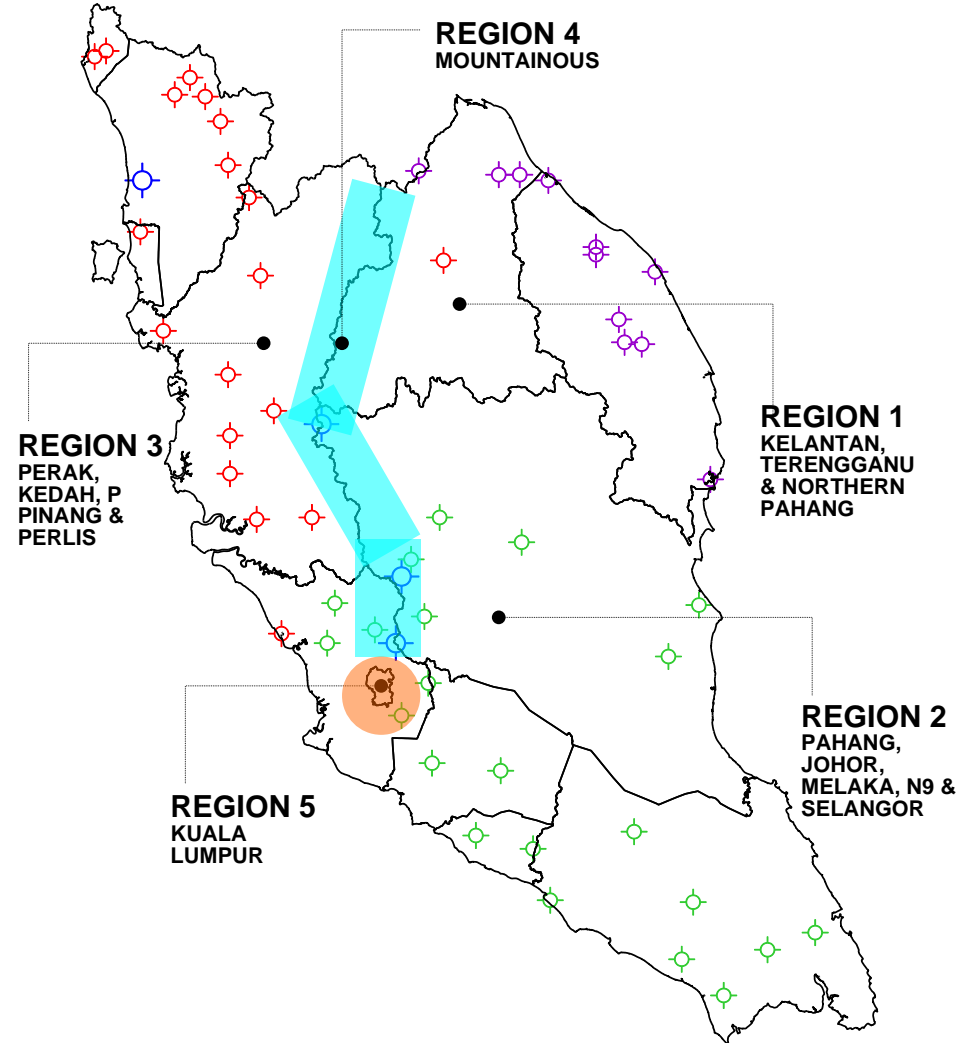 REGION 4
MOUNTAINOUS
REGION 3
PERAK,
KEDAH, P
PINANG &
PERLIS
REGION 1
KELANTAN,
TERENGGANU
& NORTHERN
PAHANG
REGION 2
PAHANG,
JOHOR,
MELAKA, N9 &
SELANGOR
REGION 5
KUALA
LUMPUR